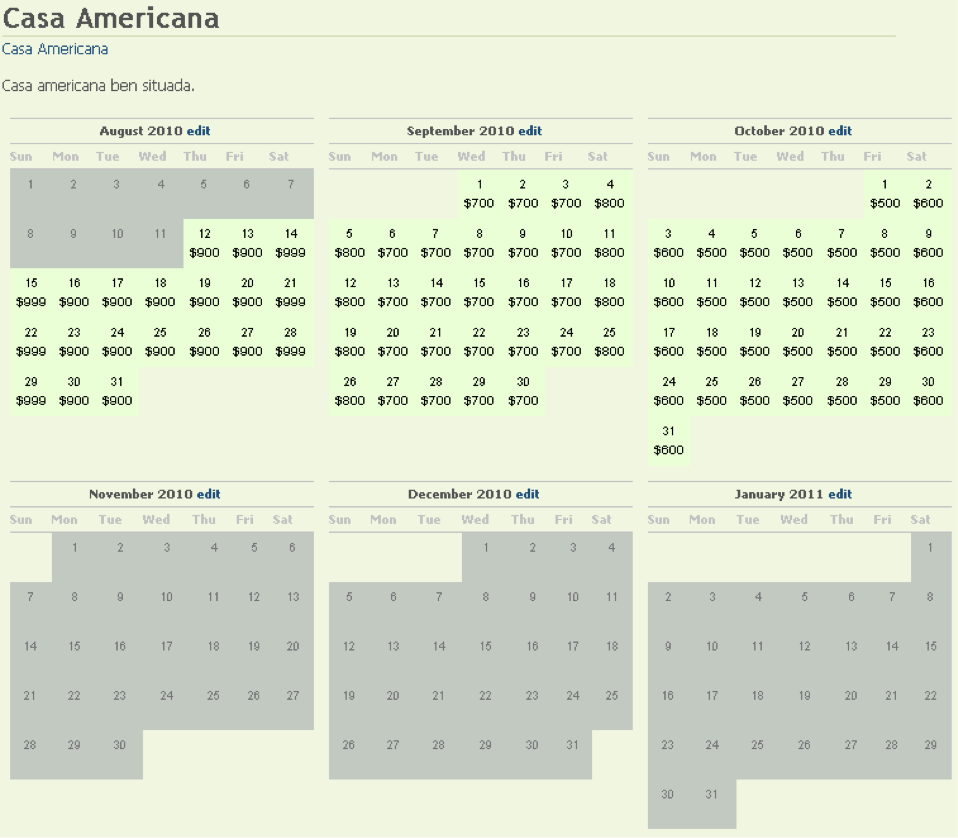 Casa Americana
Casa Americana
Casa americana ben situada.
August 2010 edit
Sun Mon Tue Wed Thu Fri Sat
1 2 3 4 5 6 7
8 9 10 11 12 13 14
$900 $900 $999
15 16 17 18 19 20 21
$999 $900 $900 $900 $900 $900 $999
22 23 24 25 26 27 28
$999 $900 $900 $900 $900 $900 $999
29 30 31
$999 $900 $900
September 2010 edit
Sun Mon Tue Wed Thu Fri Sat
1 2 3 4
$700 $700 $700 $800
5 6 7 8 9 10 11
$800 $700 $700 $700 $700 $700 $800
12 13 14 15 16 17 18
$800 $700 $700 $700 $700 $700 $800
19 20 21 22 23 24 25
$800 $700 $700 $700 $700 $700 $800
26 27 28 29 30
$800 $700 $700 $700 $700
October 2010 edit
Sun Mon Tue Wed Thu Fri Sat
1 2
$500 $600
3 4 5 6 7 8 9
$600 $500 $500 $500 $500 $500 $600
10 11 12 13 14 15 16
$600 $500 $500 $500 $500 $500 $600
17 18 19 20 21 22 23
$600 $500 $500 $500 $500 $500 $600
24 25 26 27 28 29 30
$600 $500 $500 $500 $500 $500 $600
31
$600
November 2010 edit
Sun Mon Tue Wed Thu Fri Sat
1 2 3 4 5 6
7 8 9 10 11 12 13
14 15 16 17 18 19 20
21 22 23 24 25 26 27
28 29 30
December 2010 edit
Sun Mon Tue Wed Thu Fri Sat
1 2 3 4
5 6 7 8 9 10 11
12 13 14 15 16 17 18
19 20 21 22 23 24 25
26 27 28 29 30 31
January 2011 edit
Sun Mon Tue Wed Thu Fri Sat
1
2 3 4 5 6 7 8
9 10 11 12 13 14 15
16 17 18 19 20 21 22
23 24 25 26 27 28 29
30 31